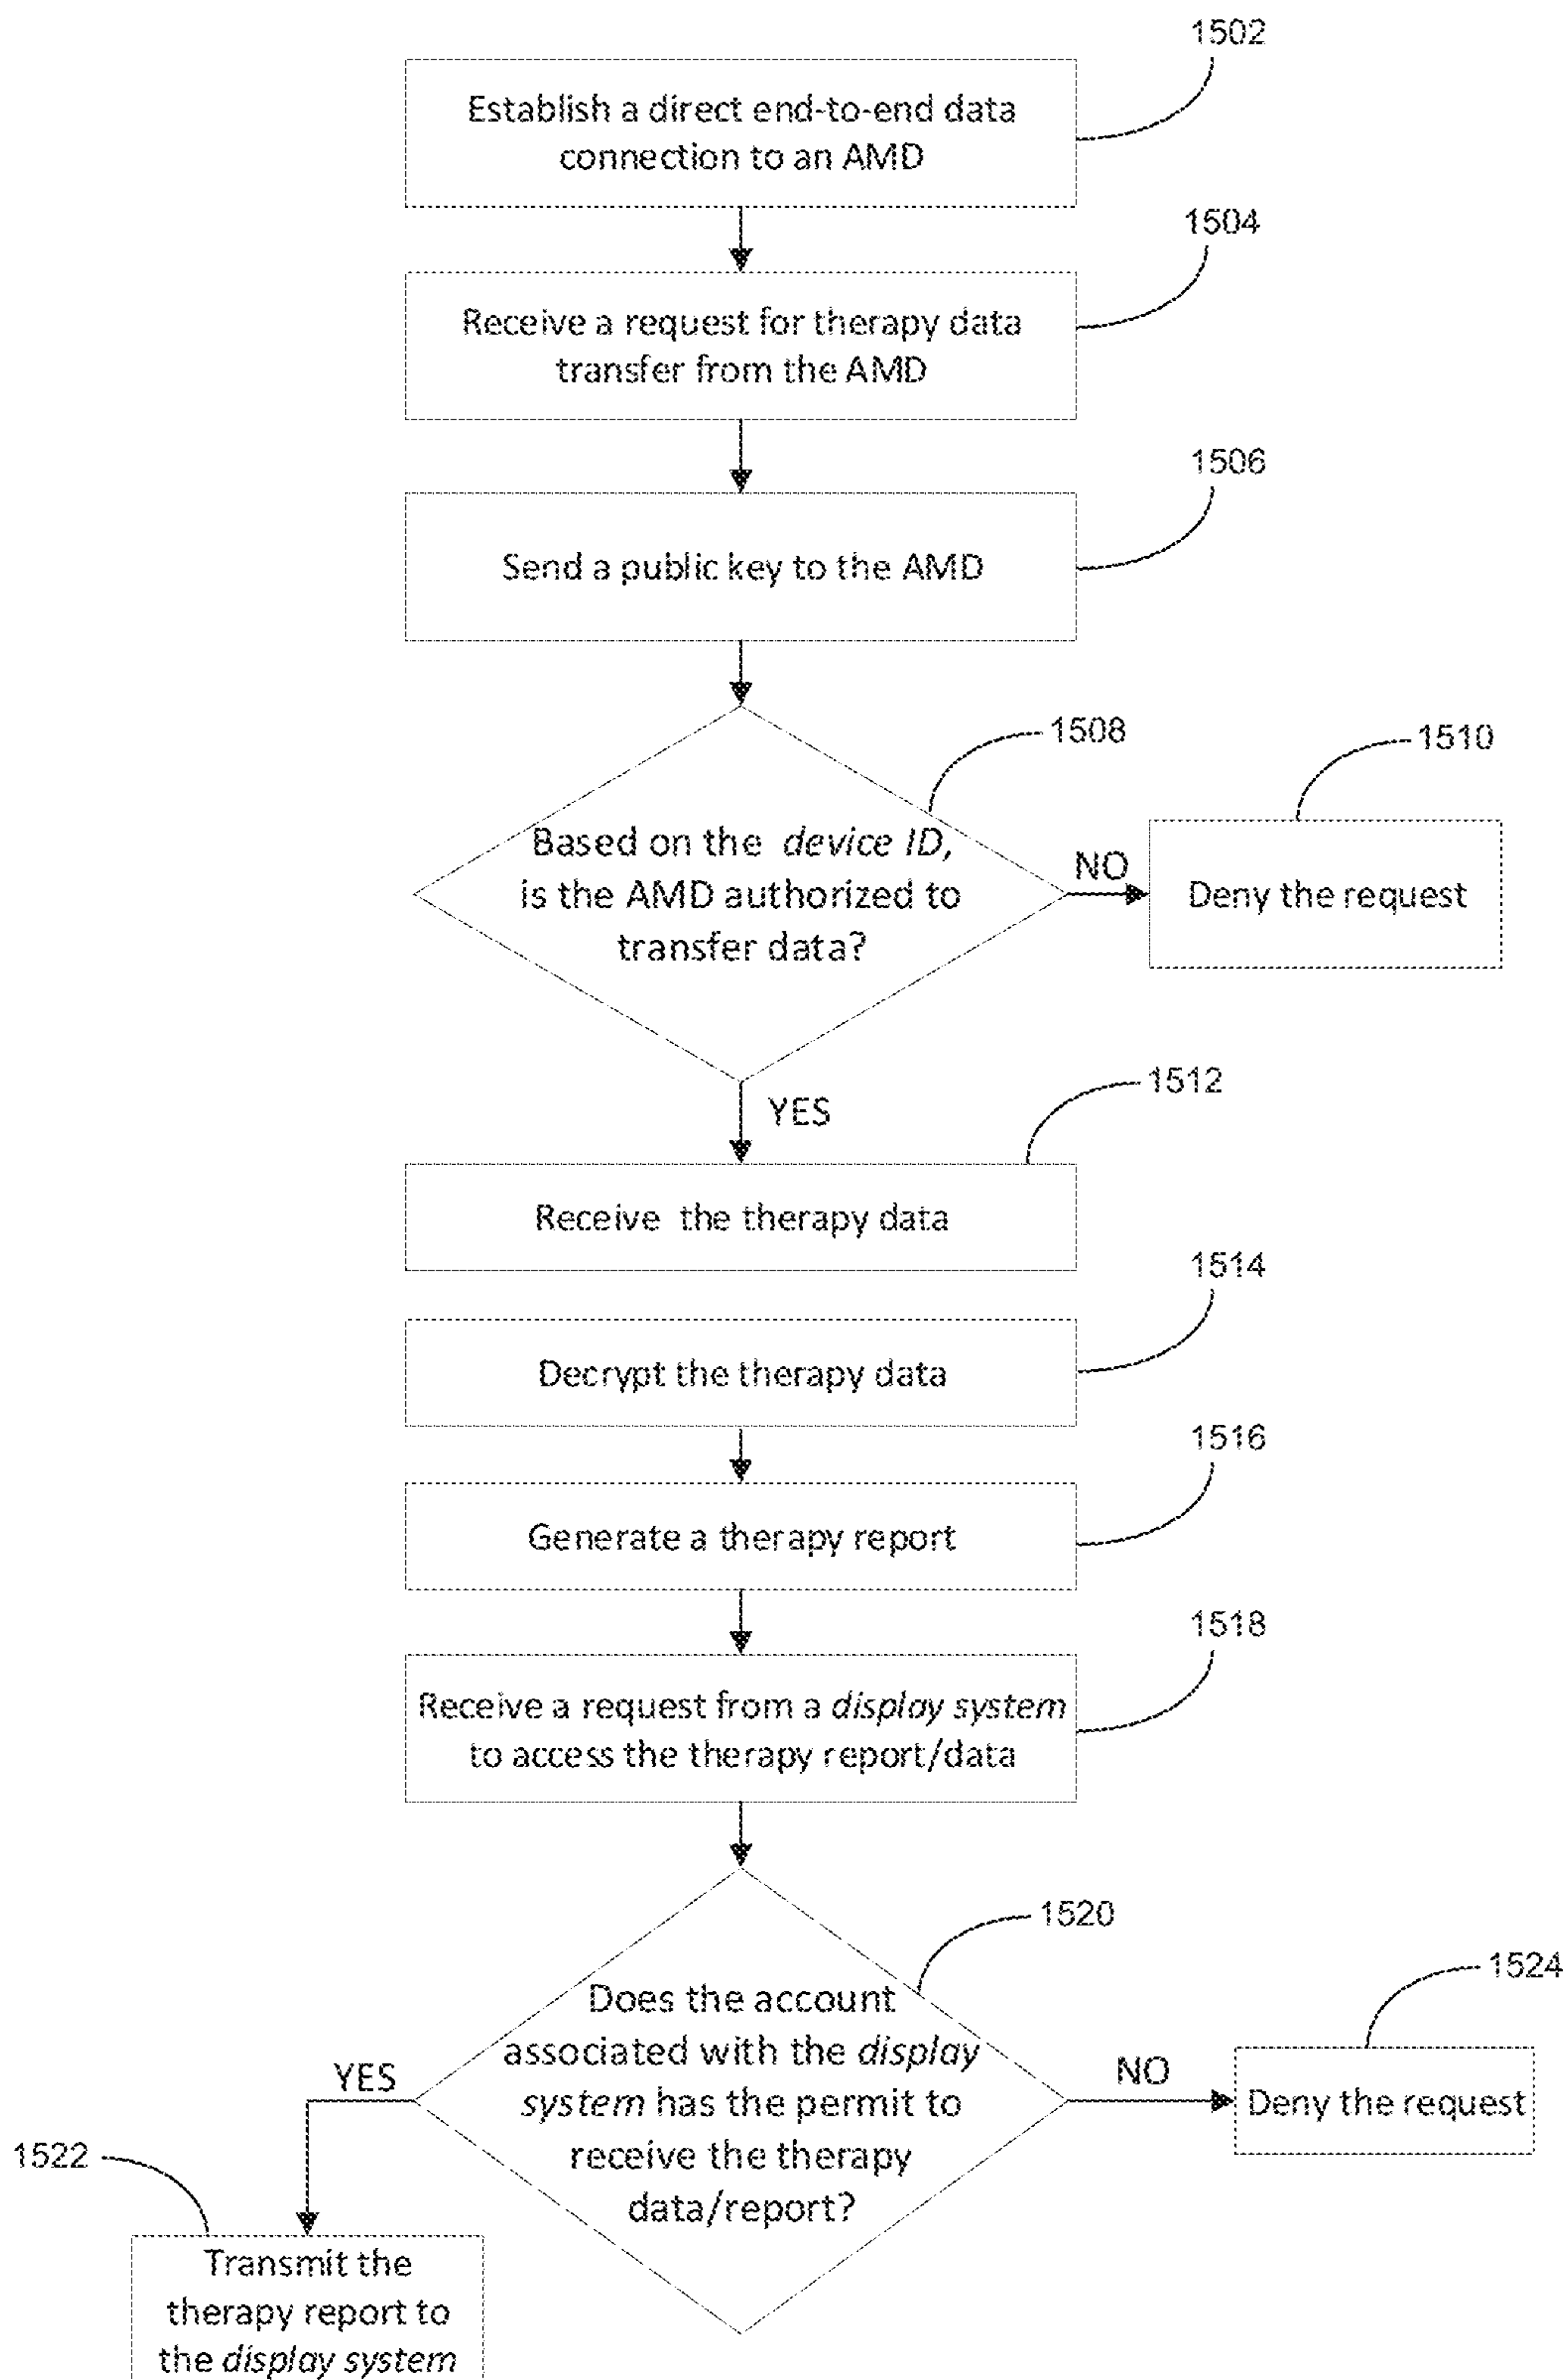 1502
Establish a direct end-to-end data
connection to an AMD
1504
Receive a request for therapy data
transfer from the AMD
1506
Send a public key to the AMD
1508
1510
Based on the device ID,
is the AMD authorized to
transfer data?
NO
Deny the request
YES
1512
Receive the therapy data
1514
Decrypt the therapy data
1516
Generate a therapy report
1518
Receive a request from a display system
to access the therapy report/data
1520
1524
Does the account
associated with the display
system has the permit to
receive the therapy
data/report?
YES
NO
Deny the request
1522
Transmit the
therapy report to
the display system